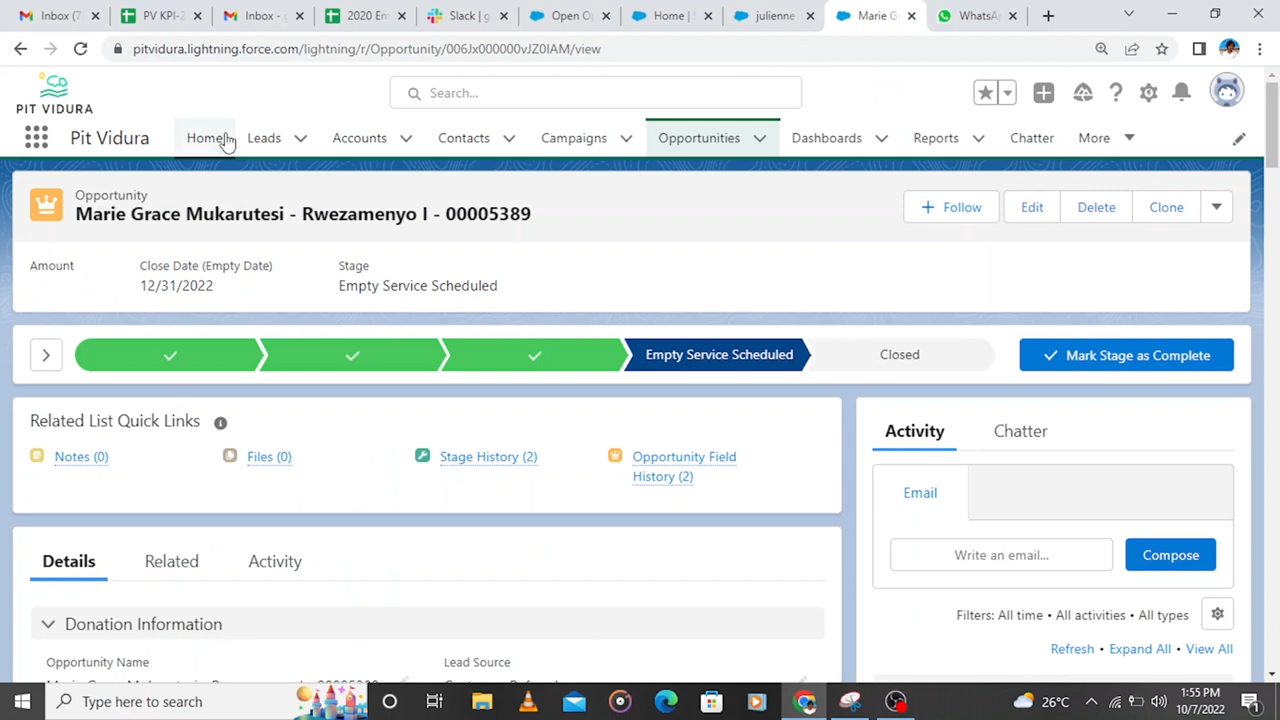 Inbox (7
PV KPI-2
Inbox - g
2020 Em
Slack | g
Open O
Home | S
julienne
Marie G
WhatsA
pitvidura.lightning.force.com/lightning/r/Opportunity/006Jx000000vJZ0IAM/view
PIT VIDURA
Search...
Pit Vidura
Home
Leads
Accounts
Contacts
Campaigns
Opportunities
Dashboards
Reports
Chatter
More
Opportunity
Marie Grace Mukarutesi - Rwezamenyo I - 00005389
Follow
Edit
Delete
Clone
Amount
Close Date (Empty Date)
Stage
12/31/2022
Empty Service Scheduled
Empty Service Scheduled
Closed
Mark Stage as Complete
Related List Quick Links
Notes (0)
Files (0)
Stage History (2)
Opportunity Field
History (2)
Activity
Chatter
Email
Write an email...
Compose
Details
Related
Activity
Filters: All time • All activities • All types
Refresh • Expand All • View All
Donation Information
Opportunity Name
Lead Source
Type here to search
26°C
1:55 PM
10/7/2022
1